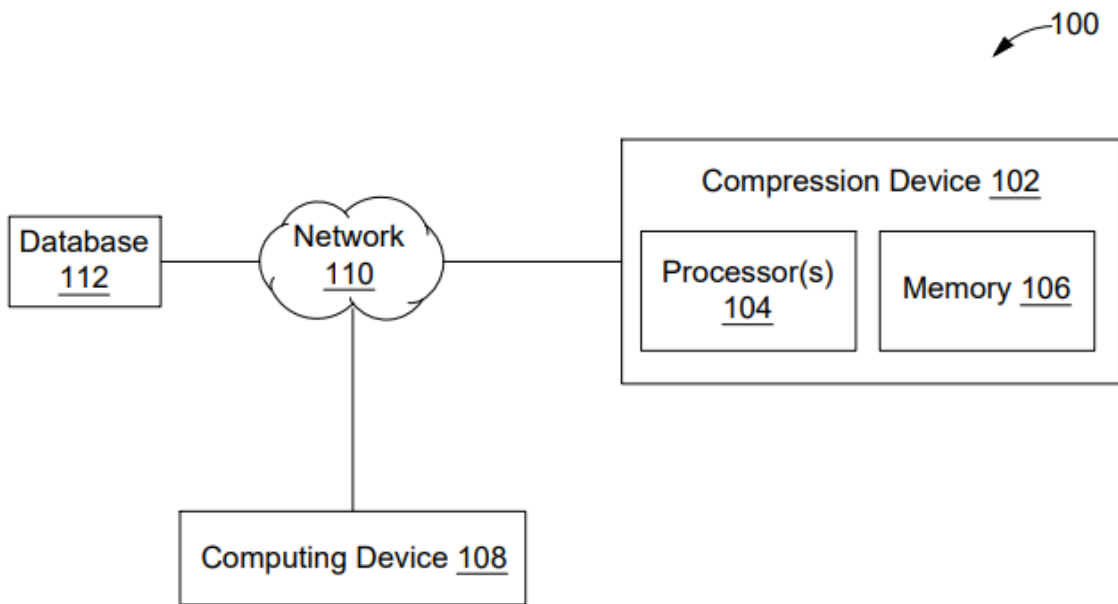 100
Compression Device 102
Database
112
Network
110
Processor(s)
104
Memory 106
Computing Device 108